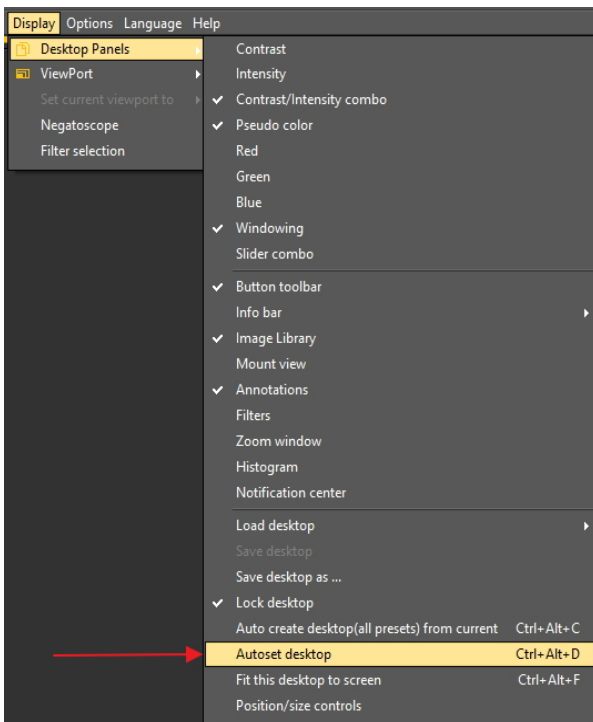 Display Options Language Help
Desktop Panels
ViewPort
Set current viewport to
Negatoscope
Filter selection
Contrast
Intensity
Contrast/Intensity combo
Pseudo color
Red
Green
Blue
Windowing
Slider combo
Button toolbar
Info bar
Image Library
Mount view
Annotations
Filters
Zoom window
Histogram
Notification center
Load desktop
Save desktop
Save desktop as ...
Lock desktop
Auto create desktop(all presets) from current Ctrl+Alt+C
Autoset desktop Ctrl+Alt+D
Fit this desktop to screen Ctrl+Alt+F
Position/size controls